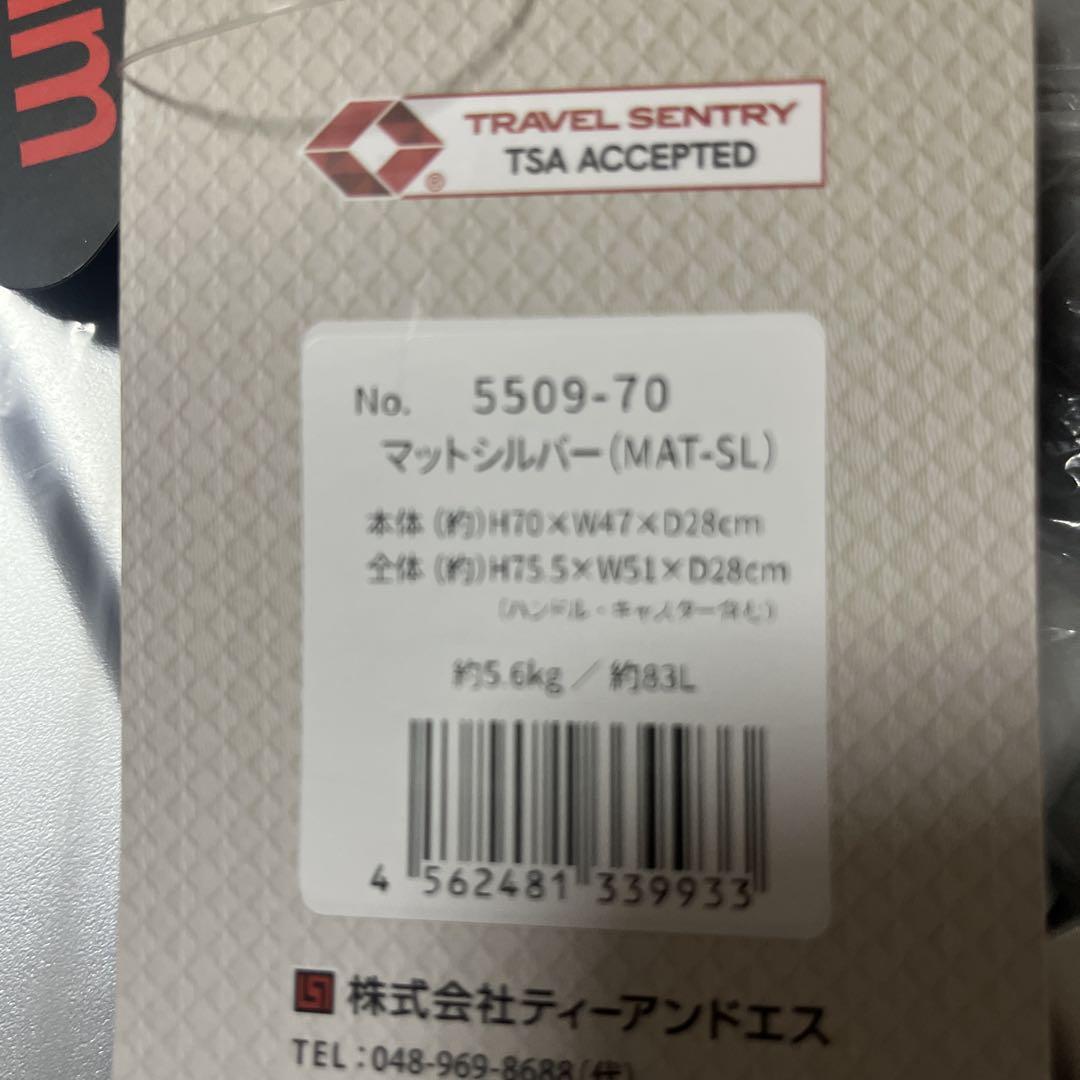 TRAVEL SENTRY
TSA ACCEPTED
®
No. 5509-70
マットシルバー(MAT-SL)
本体 (約)H70×W47×D28cm
全体 (約)H75.5×W51×D28cm
(ハンドル・キャスター含む)
約5.6kg / 約83L
4 562481 339933
株式会社ティーアンドエス
TEL:048-969-8688(代)